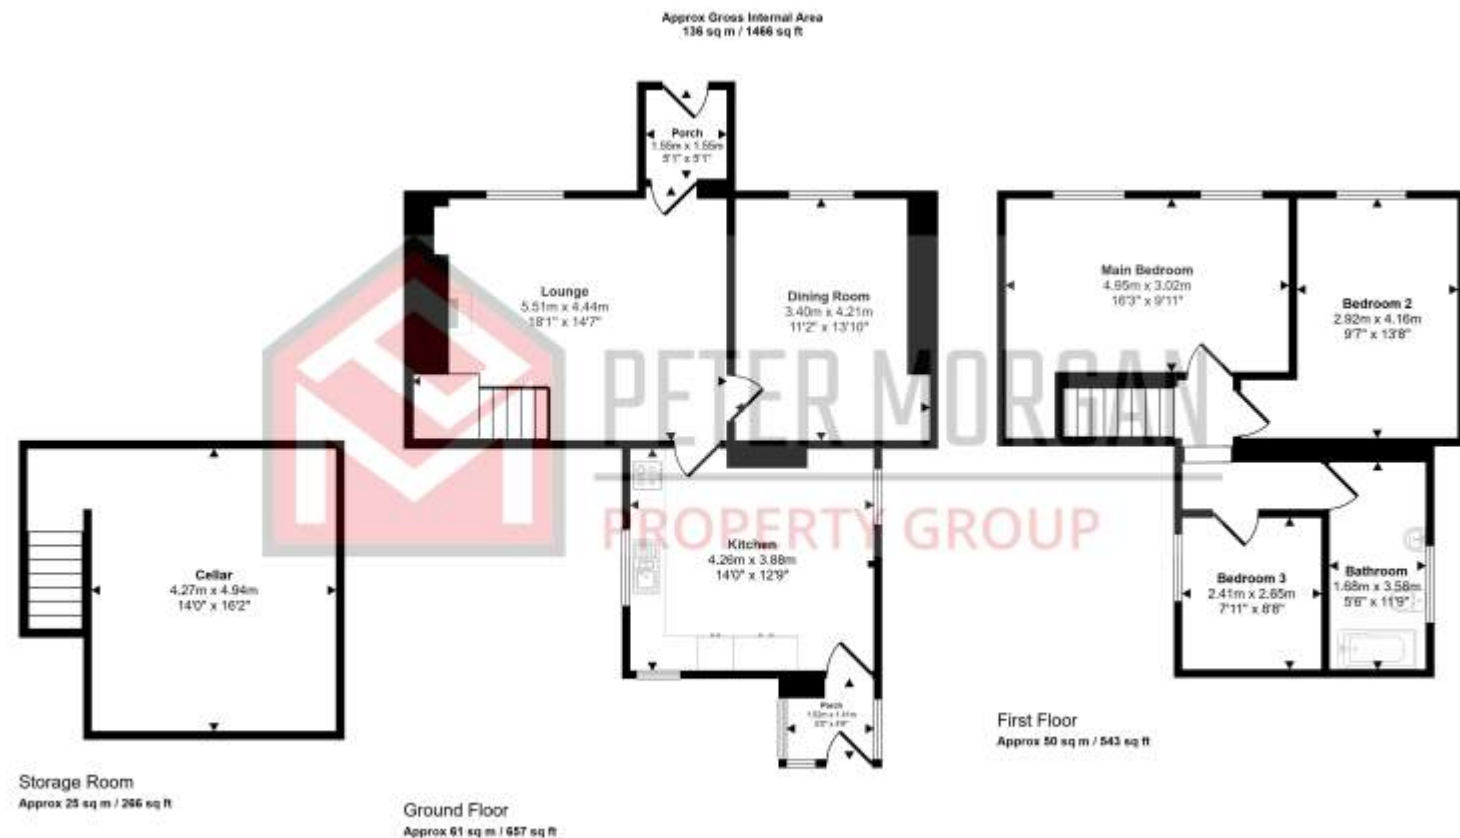 Approx Gross Internal Area
136 sq m / 1466 sq ft
Porch
1.55m x 1.55m
5'1" x 5'1"
Lounge
5.51m x 4.44m
18'1" x 14'7"
Dining Room
3.40m x 4.21m
11'2" x 13'10"
Main Bedroom
4.95m x 3.02m
16'3" x 9'11"
Bedroom 2
2.92m x 4.16m
9'7" x 13'8"
PETER MORGAN
PROPERTY GROUP
Kitchen
4.26m x 3.88m
14'0" x 12'9"
Cellar
4.27m x 4.94m
14'0" x 16'2"
Bedroom 3
2.41m x 2.65m
7'11" x 8'8"
Bathroom
1.68m x 3.58m
5'6" x 11'9"
Porch
First Floor
Approx 50 sq m / 543 sq ft
Storage Room
Approx 25 sq m / 266 sq ft
Ground Floor
Approx 61 sq m / 657 sq ft